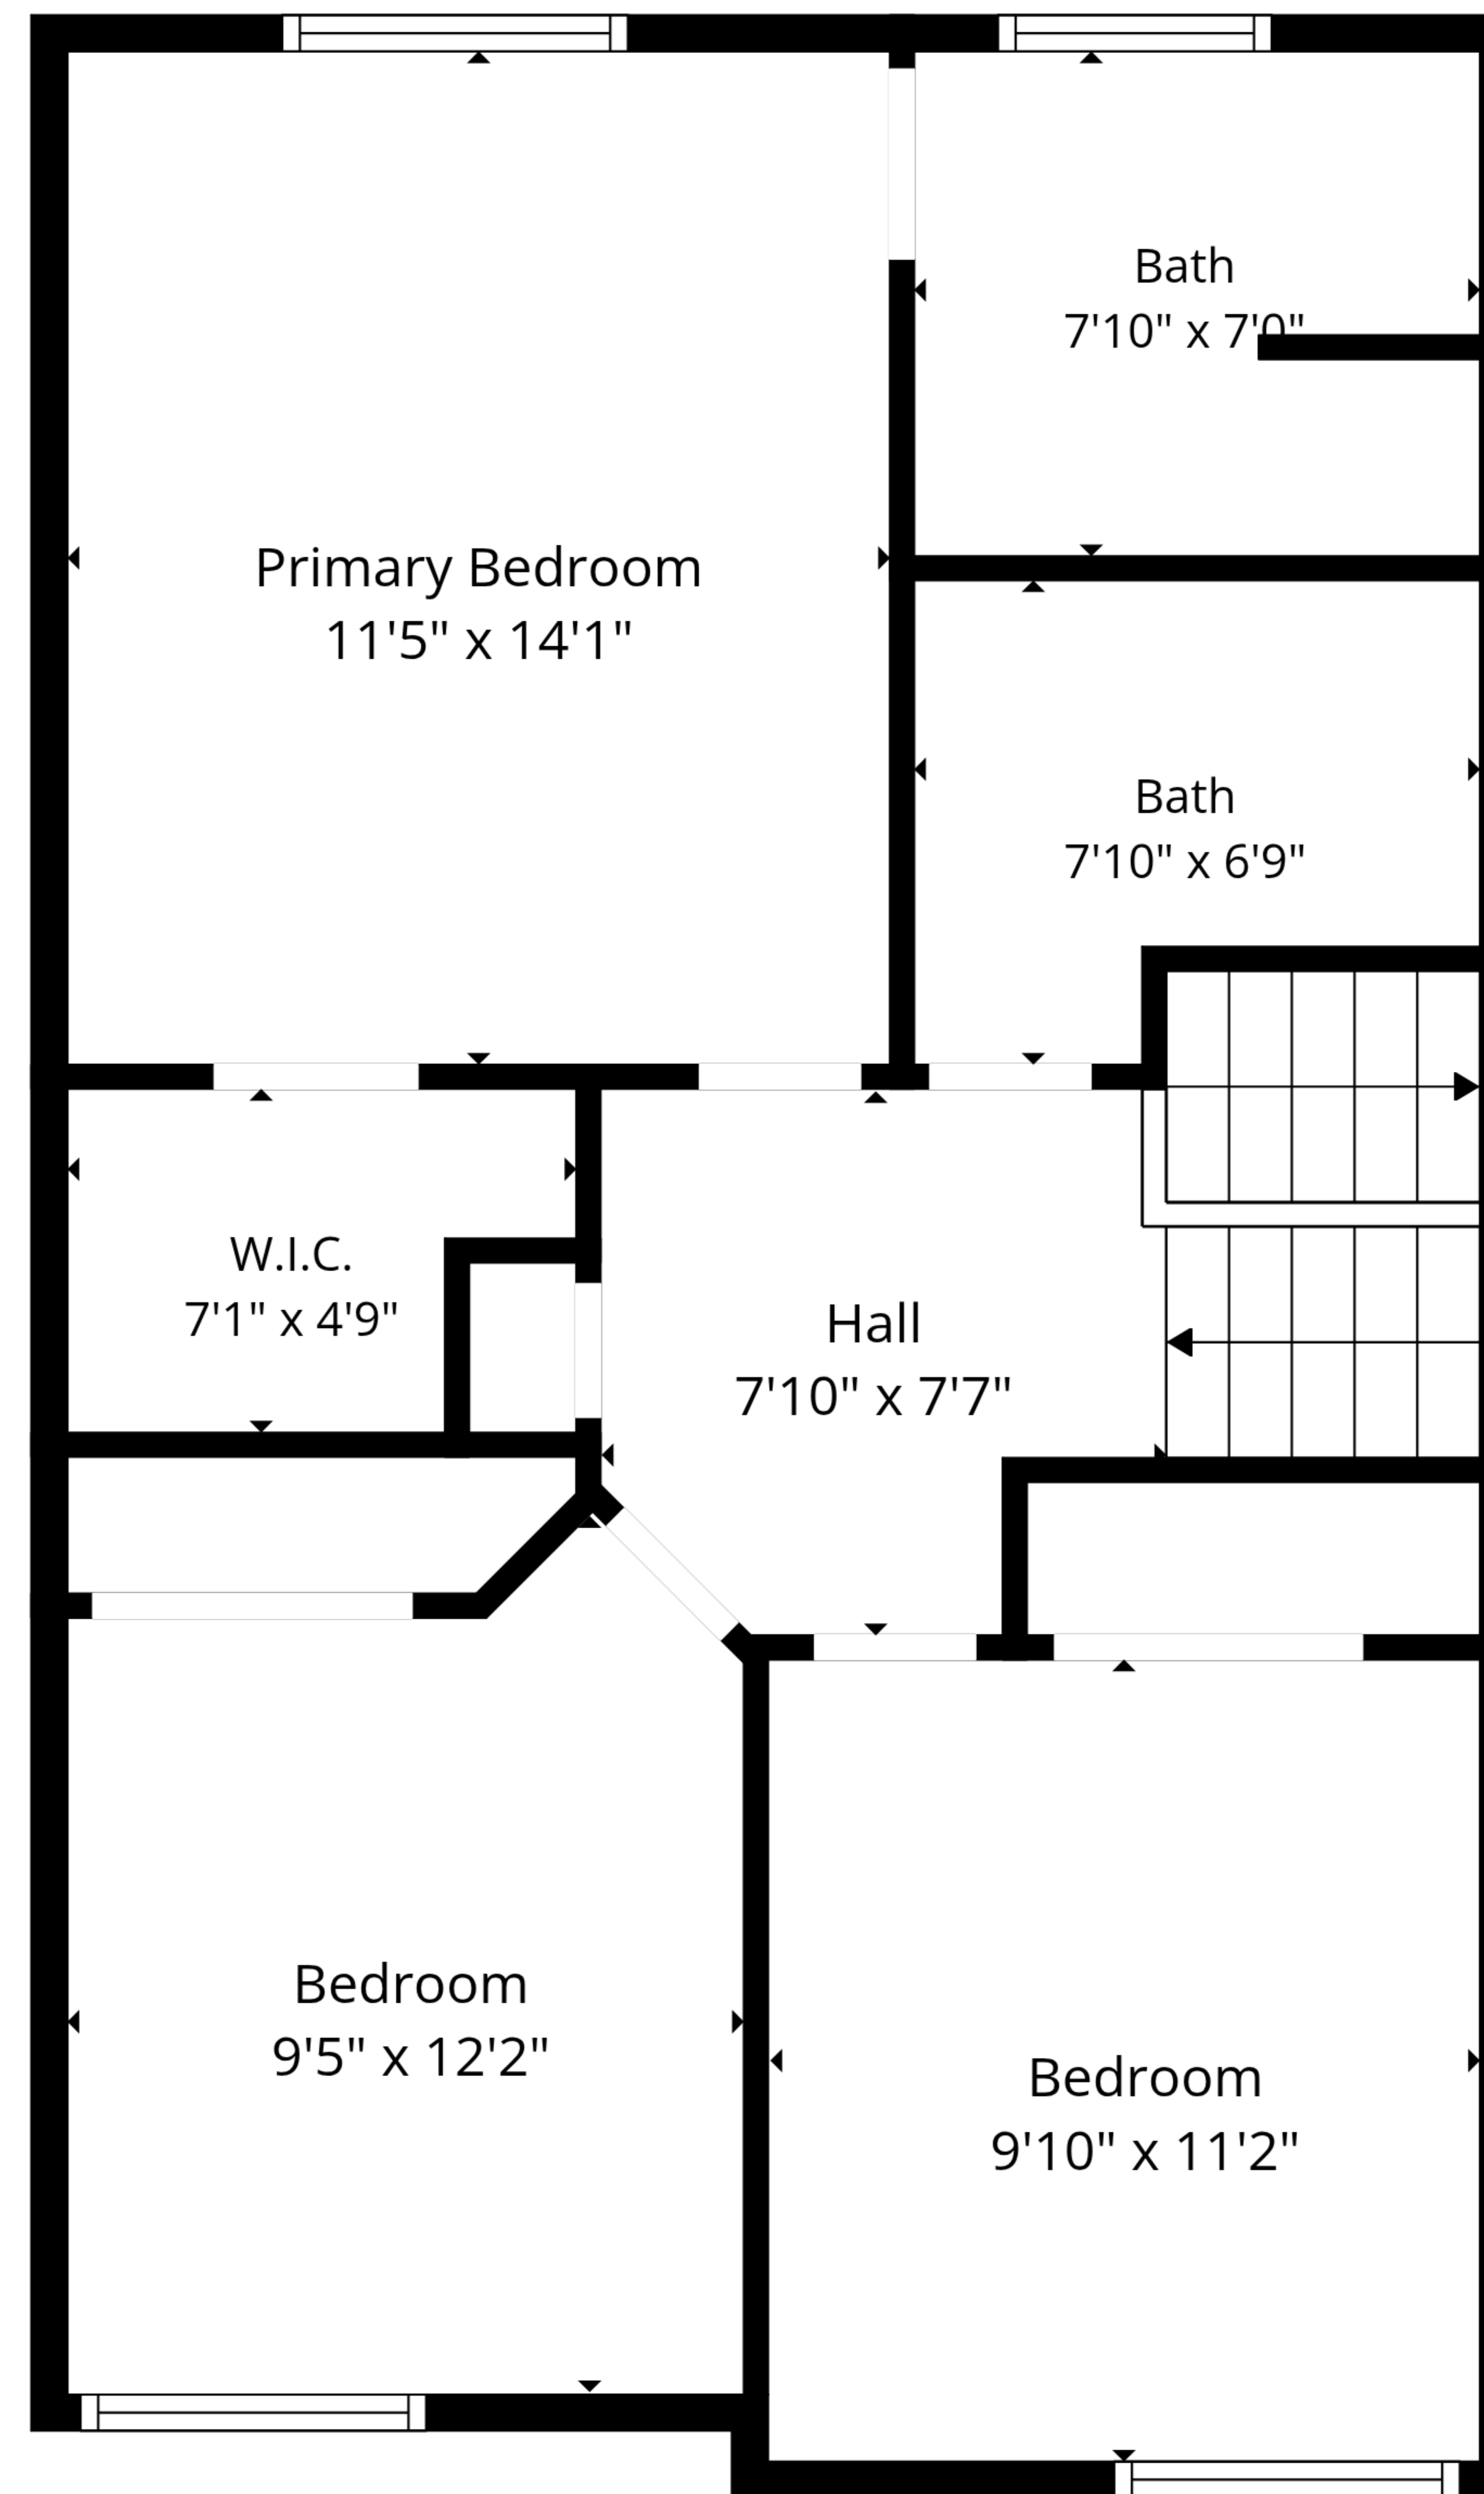 Bath
7'10" x 7'0"
Primary Bedroom
11'5" x 14'1"
Bath
7'10" x 6'9"
W.I.C.
7'1" x 4'9"
Hall
7'10" x 7'7"
Bedroom
9'5" x 12'2"
Bedroom
9'10" x 11'2"